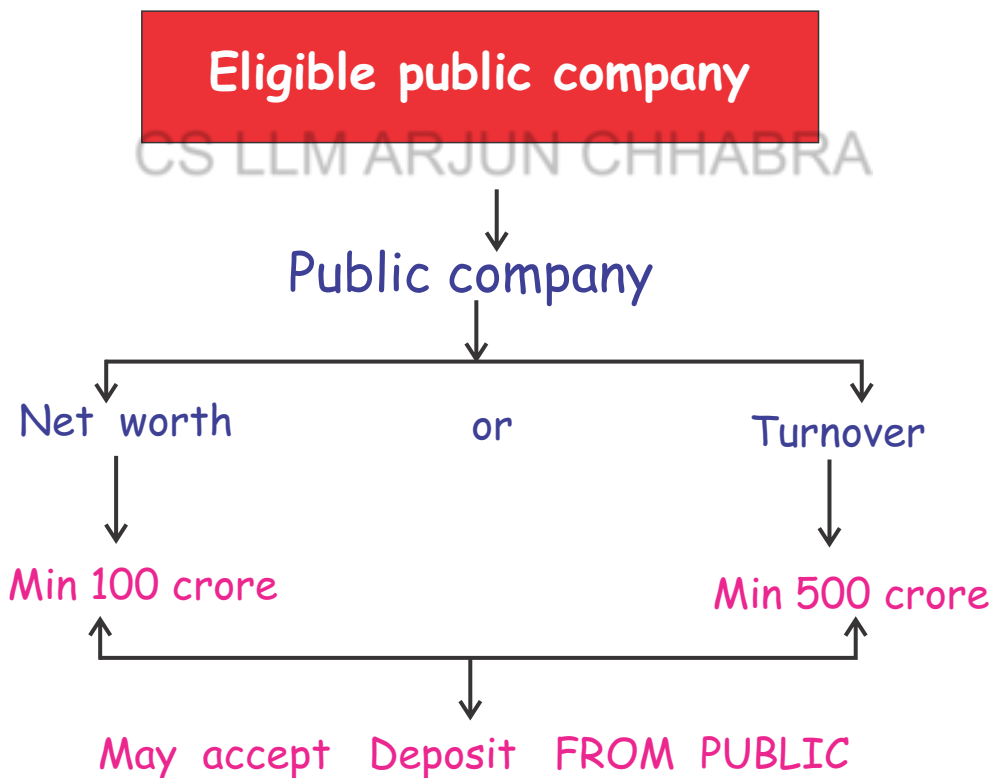 Eligible public company
CS LLM ARJUN CHHABRA
Public company
Net worth or Turnover
Min 100 crore Min 500 crore
May accept Deposit FROM PUBLIC